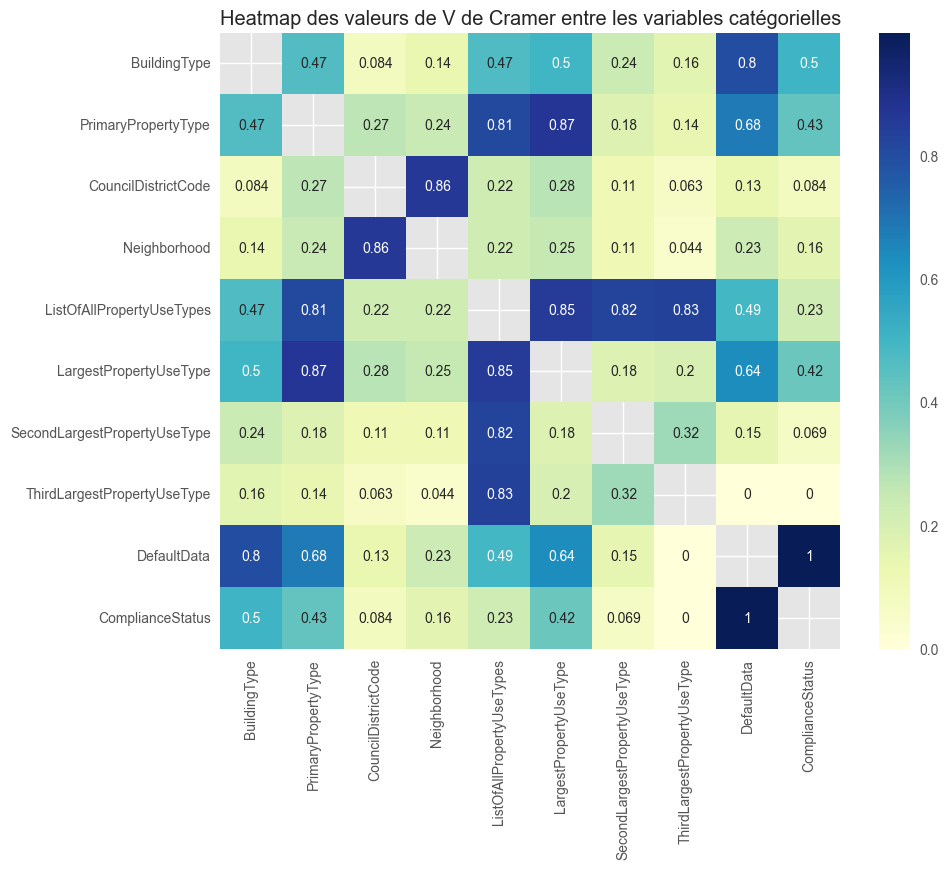 Heatmap des valeurs de V de Cramer entre les variables catégorielles
BuildingType 0.47 0.084 0.14 0.47 0.5 0.24 0.16 0.8 0.5
PrimaryPropertyType 0.47 0.27 0.24 0.81 0.87 0.18 0.14 0.68 0.43
CouncilDistrictCode 0.084 0.27 0.86 0.22 0.28 0.11 0.063 0.13 0.084
Neighborhood 0.14 0.24 0.86 0.22 0.25 0.11 0.044 0.23 0.16
ListOfAllPropertyUseTypes 0.47 0.81 0.22 0.22 0.85 0.82 0.83 0.49 0.23
LargestPropertyUseType 0.5 0.87 0.28 0.25 0.85 0.18 0.2 0.64 0.42
SecondLargestPropertyUseType 0.24 0.18 0.11 0.11 0.82 0.18 0.32 0.15 0.069
ThirdLargestPropertyUseType 0.16 0.14 0.063 0.044 0.83 0.2 0.32 0 0
DefaultData 0.8 0.68 0.13 0.23 0.49 0.64 0.15 0 1
ComplianceStatus 0.5 0.43 0.084 0.16 0.23 0.42 0.069 0 1
BuildingType
PrimaryPropertyType
CouncilDistrictCode
Neighborhood
ListOfAllPropertyUseTypes
LargestPropertyUseType
SecondLargestPropertyUseType
ThirdLargestPropertyUseType
DefaultData
ComplianceStatus
0.8
0.6
0.4
0.2
0.0